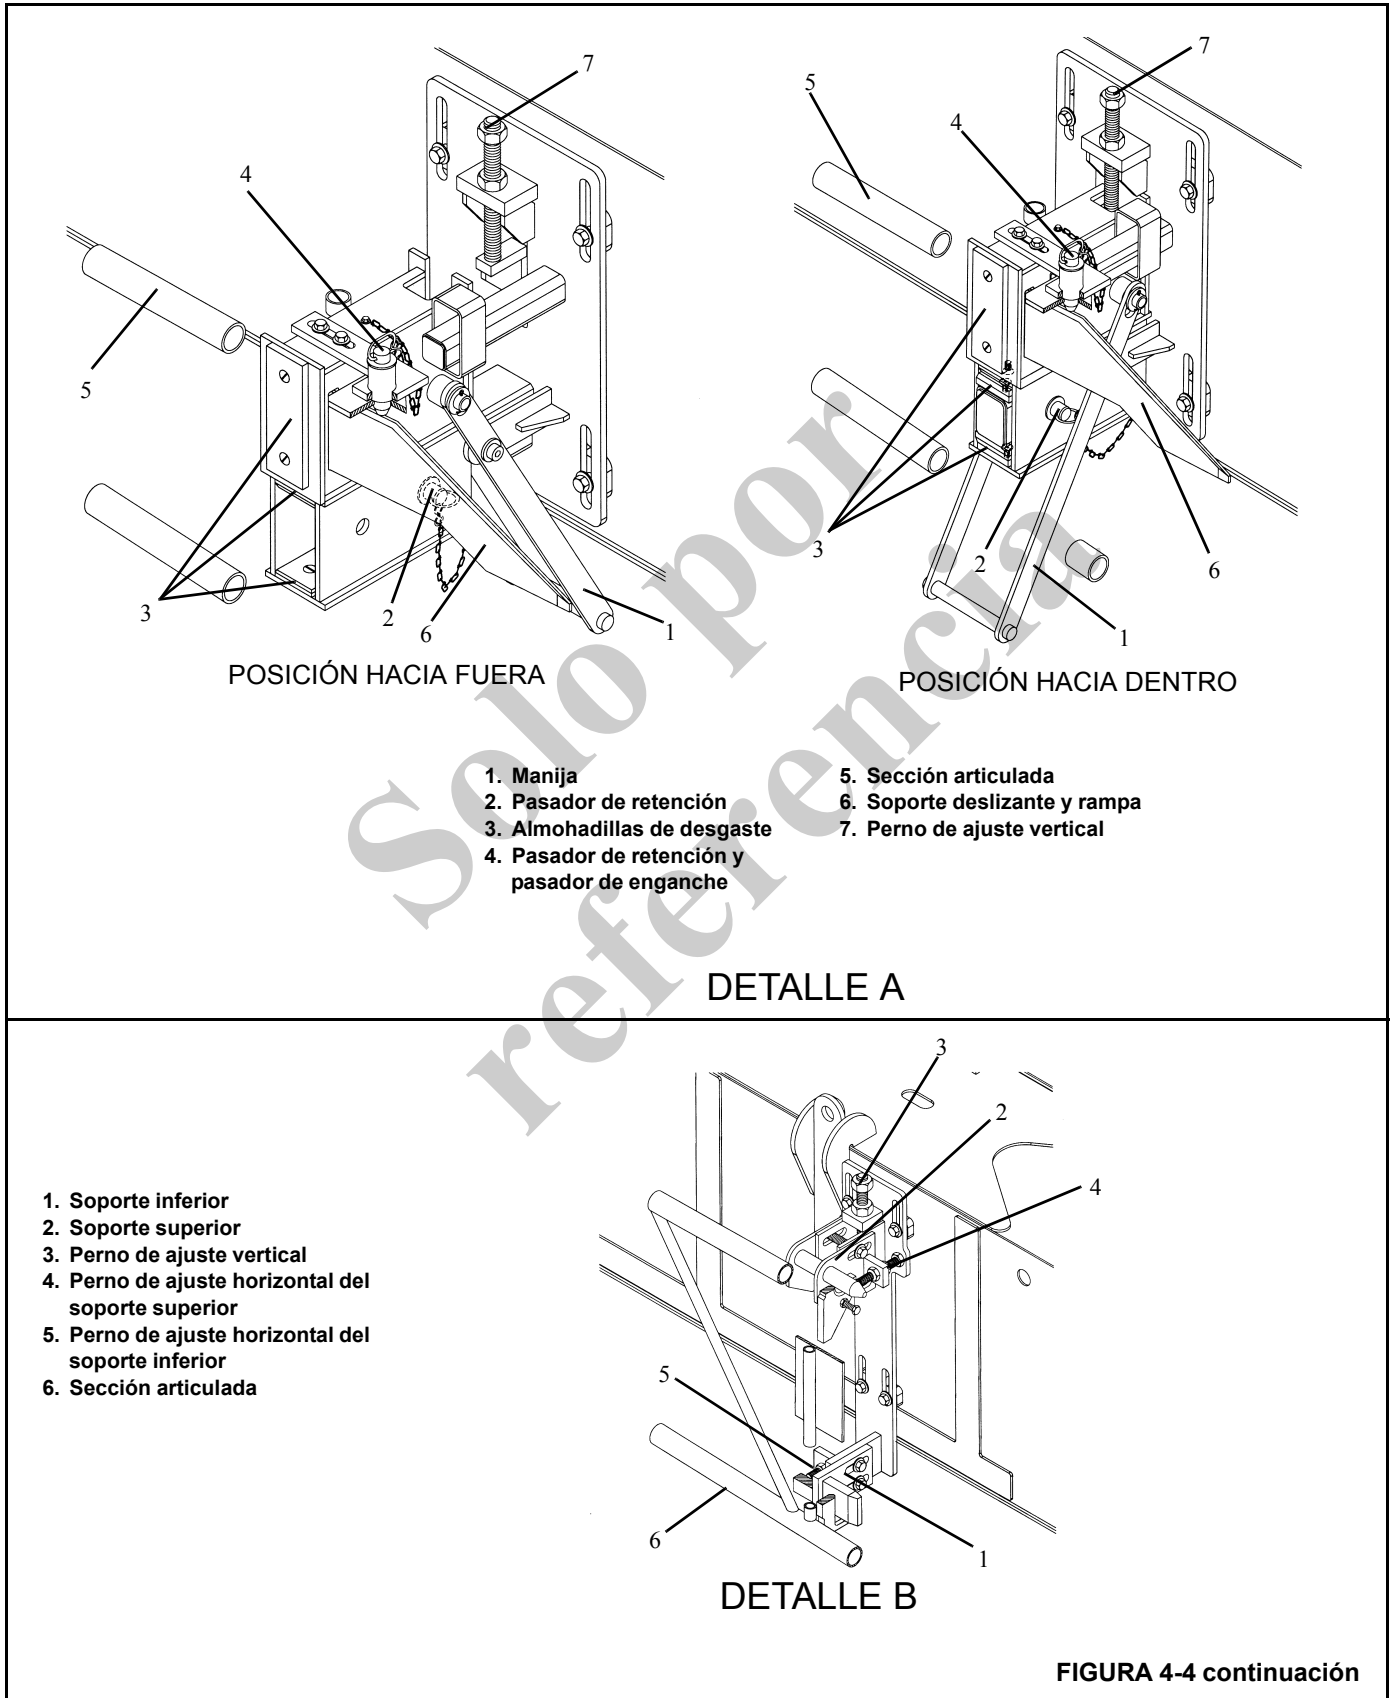 7
7
5
4
4
5
3
2
6
1
3
2
1
6
POSICIÓN HACIA FUERA
POSICIÓN HACIA DENTRO
1. Manija
2. Pasador de retención
3. Almohadillas de desgaste
4. Pasador de retención y
pasador de enganche
5. Sección articulada
6. Soporte deslizante y rampa
7. Perno de ajuste vertical
Solo por
referencia
DETALLE A
3
2
4
5
6
1
1. Soporte inferior
2. Soporte superior
3. Perno de ajuste vertical
4. Perno de ajuste horizontal del
soporte superior
5. Perno de ajuste horizontal del
soporte inferior
6. Sección articulada
DETALLE B
FIGURA 4-4 continuación